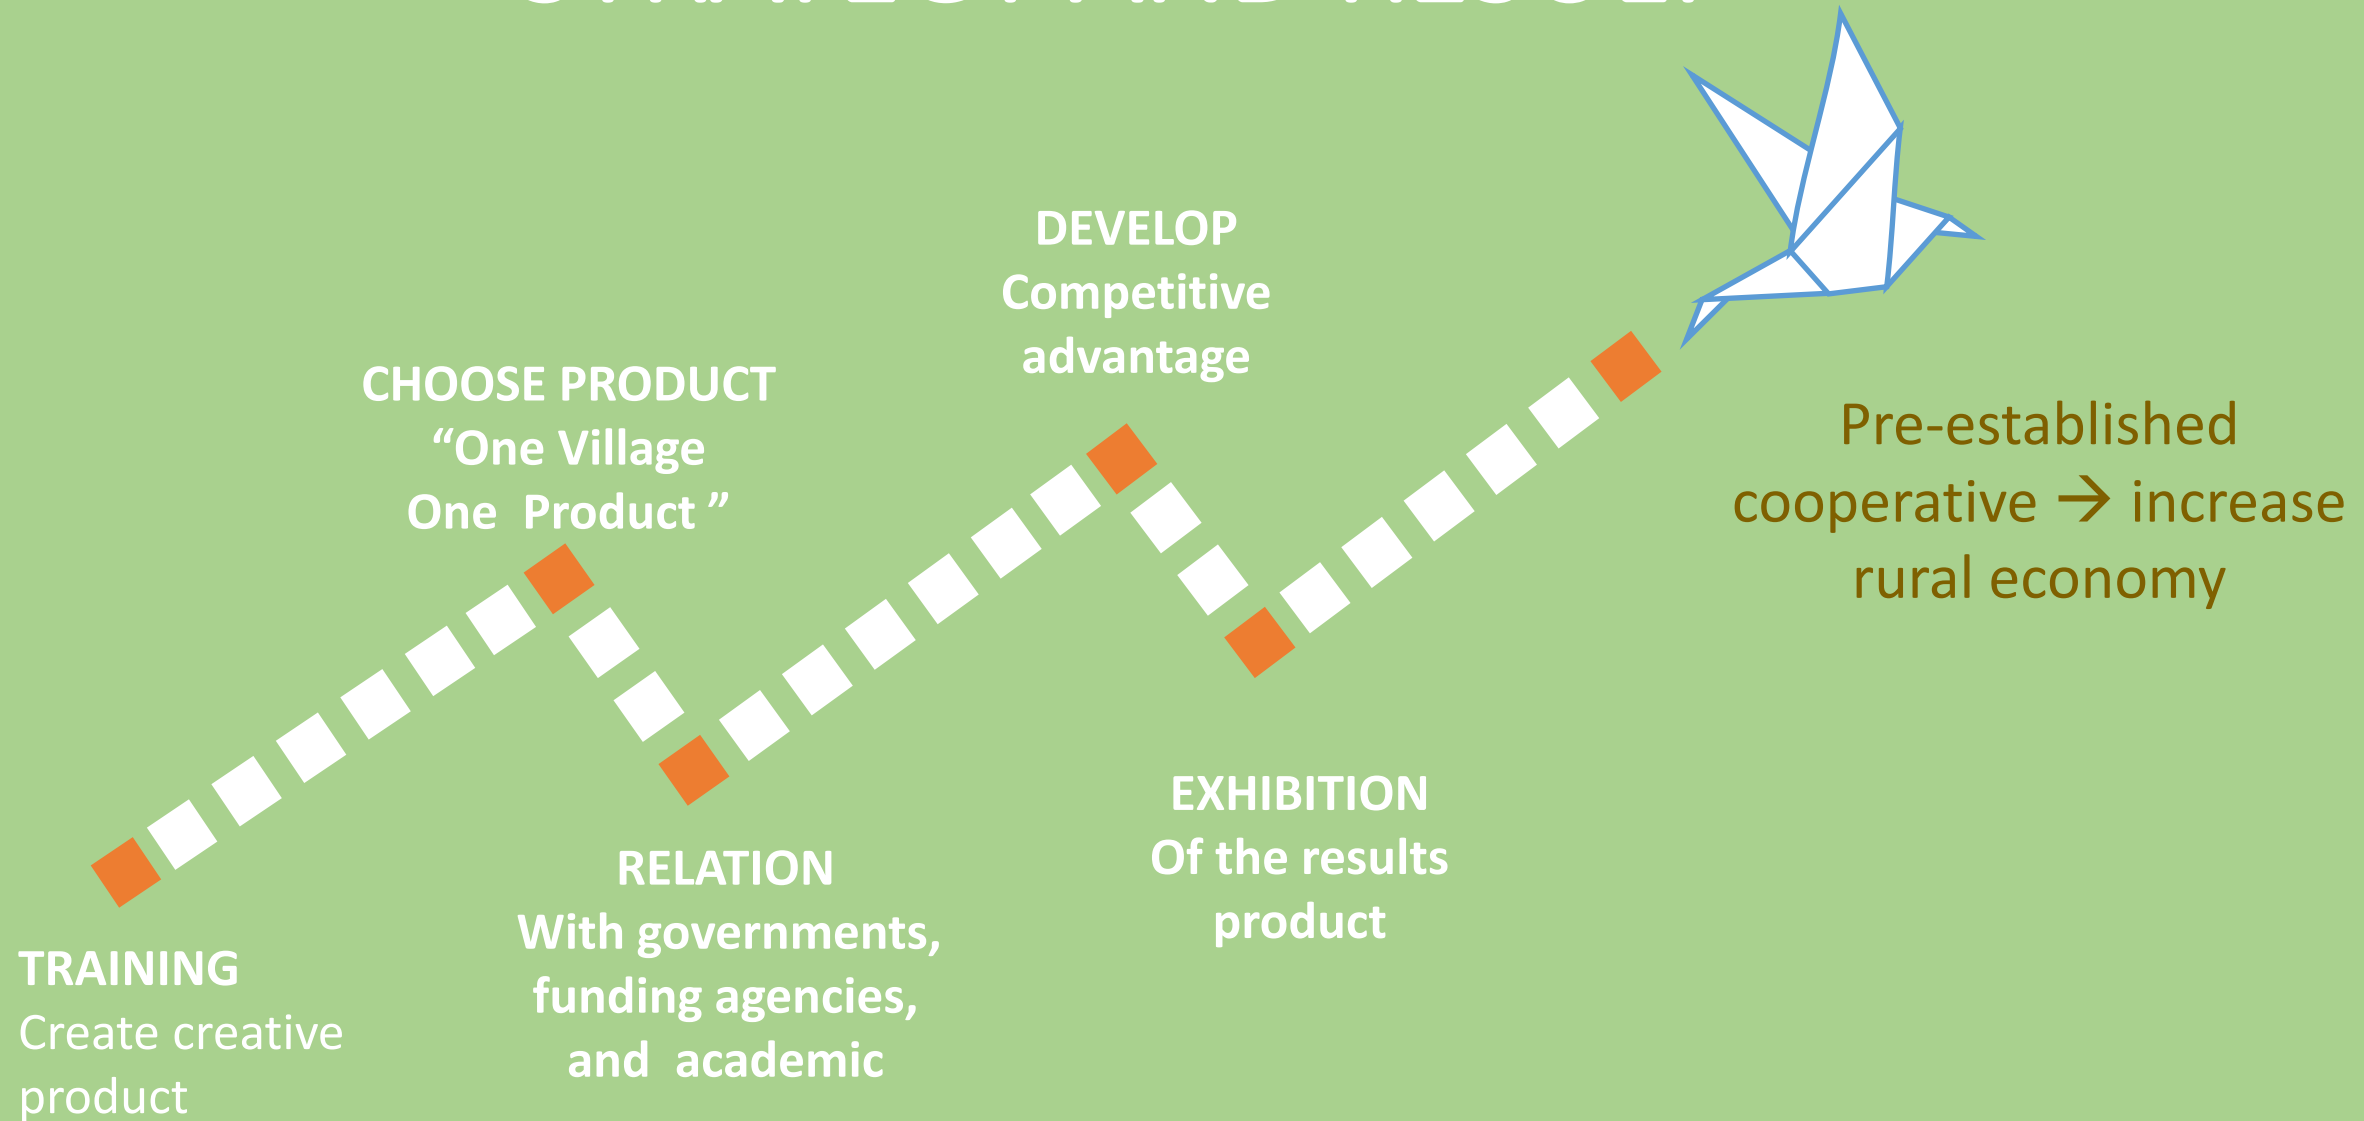 DEVELOP
Competitive
advantage
CHOOSE PRODUCT
“One Village
One  Product ”
Pre-established
cooperative → increase
rural economy
EXHIBITION
Of the results
product
RELATION
With governments,
funding agencies,
and  academic
TRAINING
Create creative
product